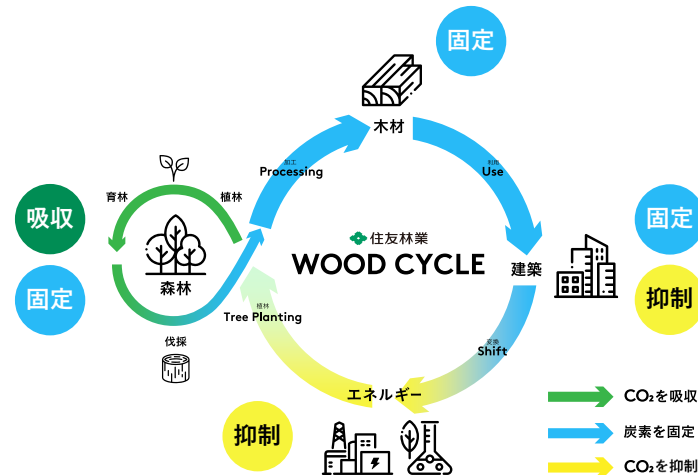 固定
木材
加工
Processing
利用
Use
育林
植林
吸収
固定
森林
伐採
住友林業
WOOD CYCLE
建築
固定
抑制
植林
Tree Planting
変換
Shift
エネルギー
抑制
CO₂を吸収
炭素を固定
CO₂を抑制